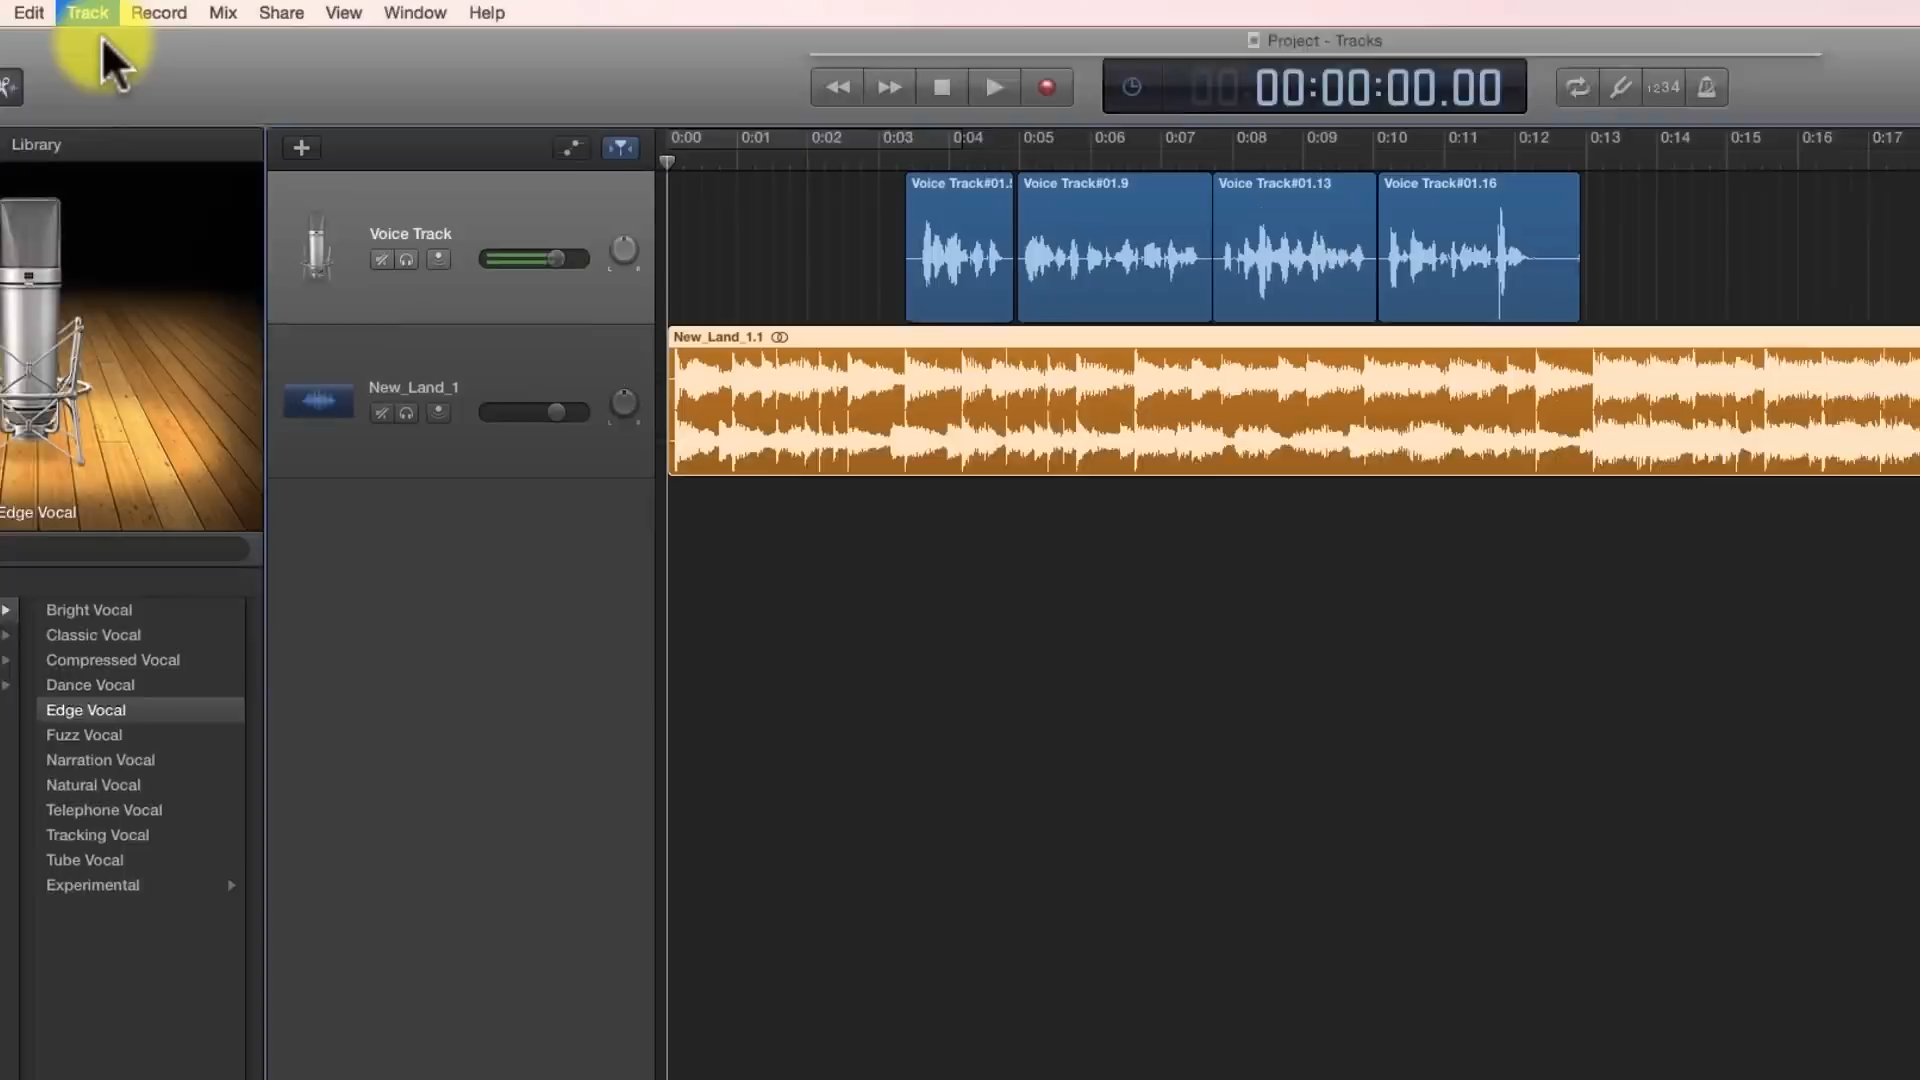 Edit Track Record Mix Share View Window Help
Project - Tracks
00:00:00.00
1234
Library
0:00 0:01 0:02 0:03 0:04 0:05 0:06 0:07 0:08 0:09 0:10 0:11 0:12 0:13 0:14 0:15 0:16 0:17
Voice Track#01.5 Voice Track#01.9 Voice Track#01.13 Voice Track#01.16
Voice Track
L R
New_Land_1.1
New_Land_1
L R
Edge Vocal
Bright Vocal
Classic Vocal
Compressed Vocal
Dance Vocal
Edge Vocal
Fuzz Vocal
Narration Vocal
Natural Vocal
Telephone Vocal
Tracking Vocal
Tube Vocal
Experimental